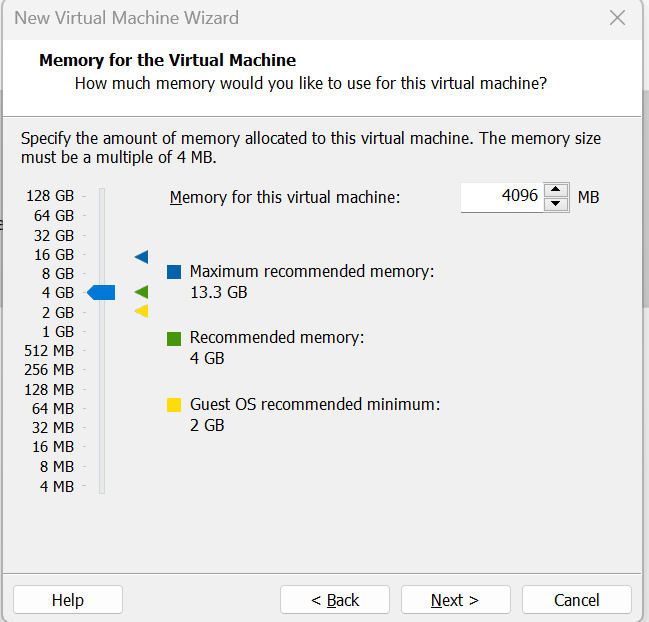 New Virtual Machine Wizard
Memory for the Virtual Machine
How much memory would you like to use for this virtual machine?
Specify the amount of memory allocated to this virtual machine. The memory size
must be a multiple of 4 MB.
128 GB
64 GB
32 GB
16 GB
8 GB
4 GB
2 GB
1 GB
512 MB
256 MB
128 MB
64 MB
32 MB
16 MB
8 MB
4 MB
Memory for this virtual machine: 4096 MB
Maximum recommended memory:
13.3 GB
Recommended memory:
4 GB
Guest OS recommended minimum:
2 GB
Help
< Back
Next >
Cancel